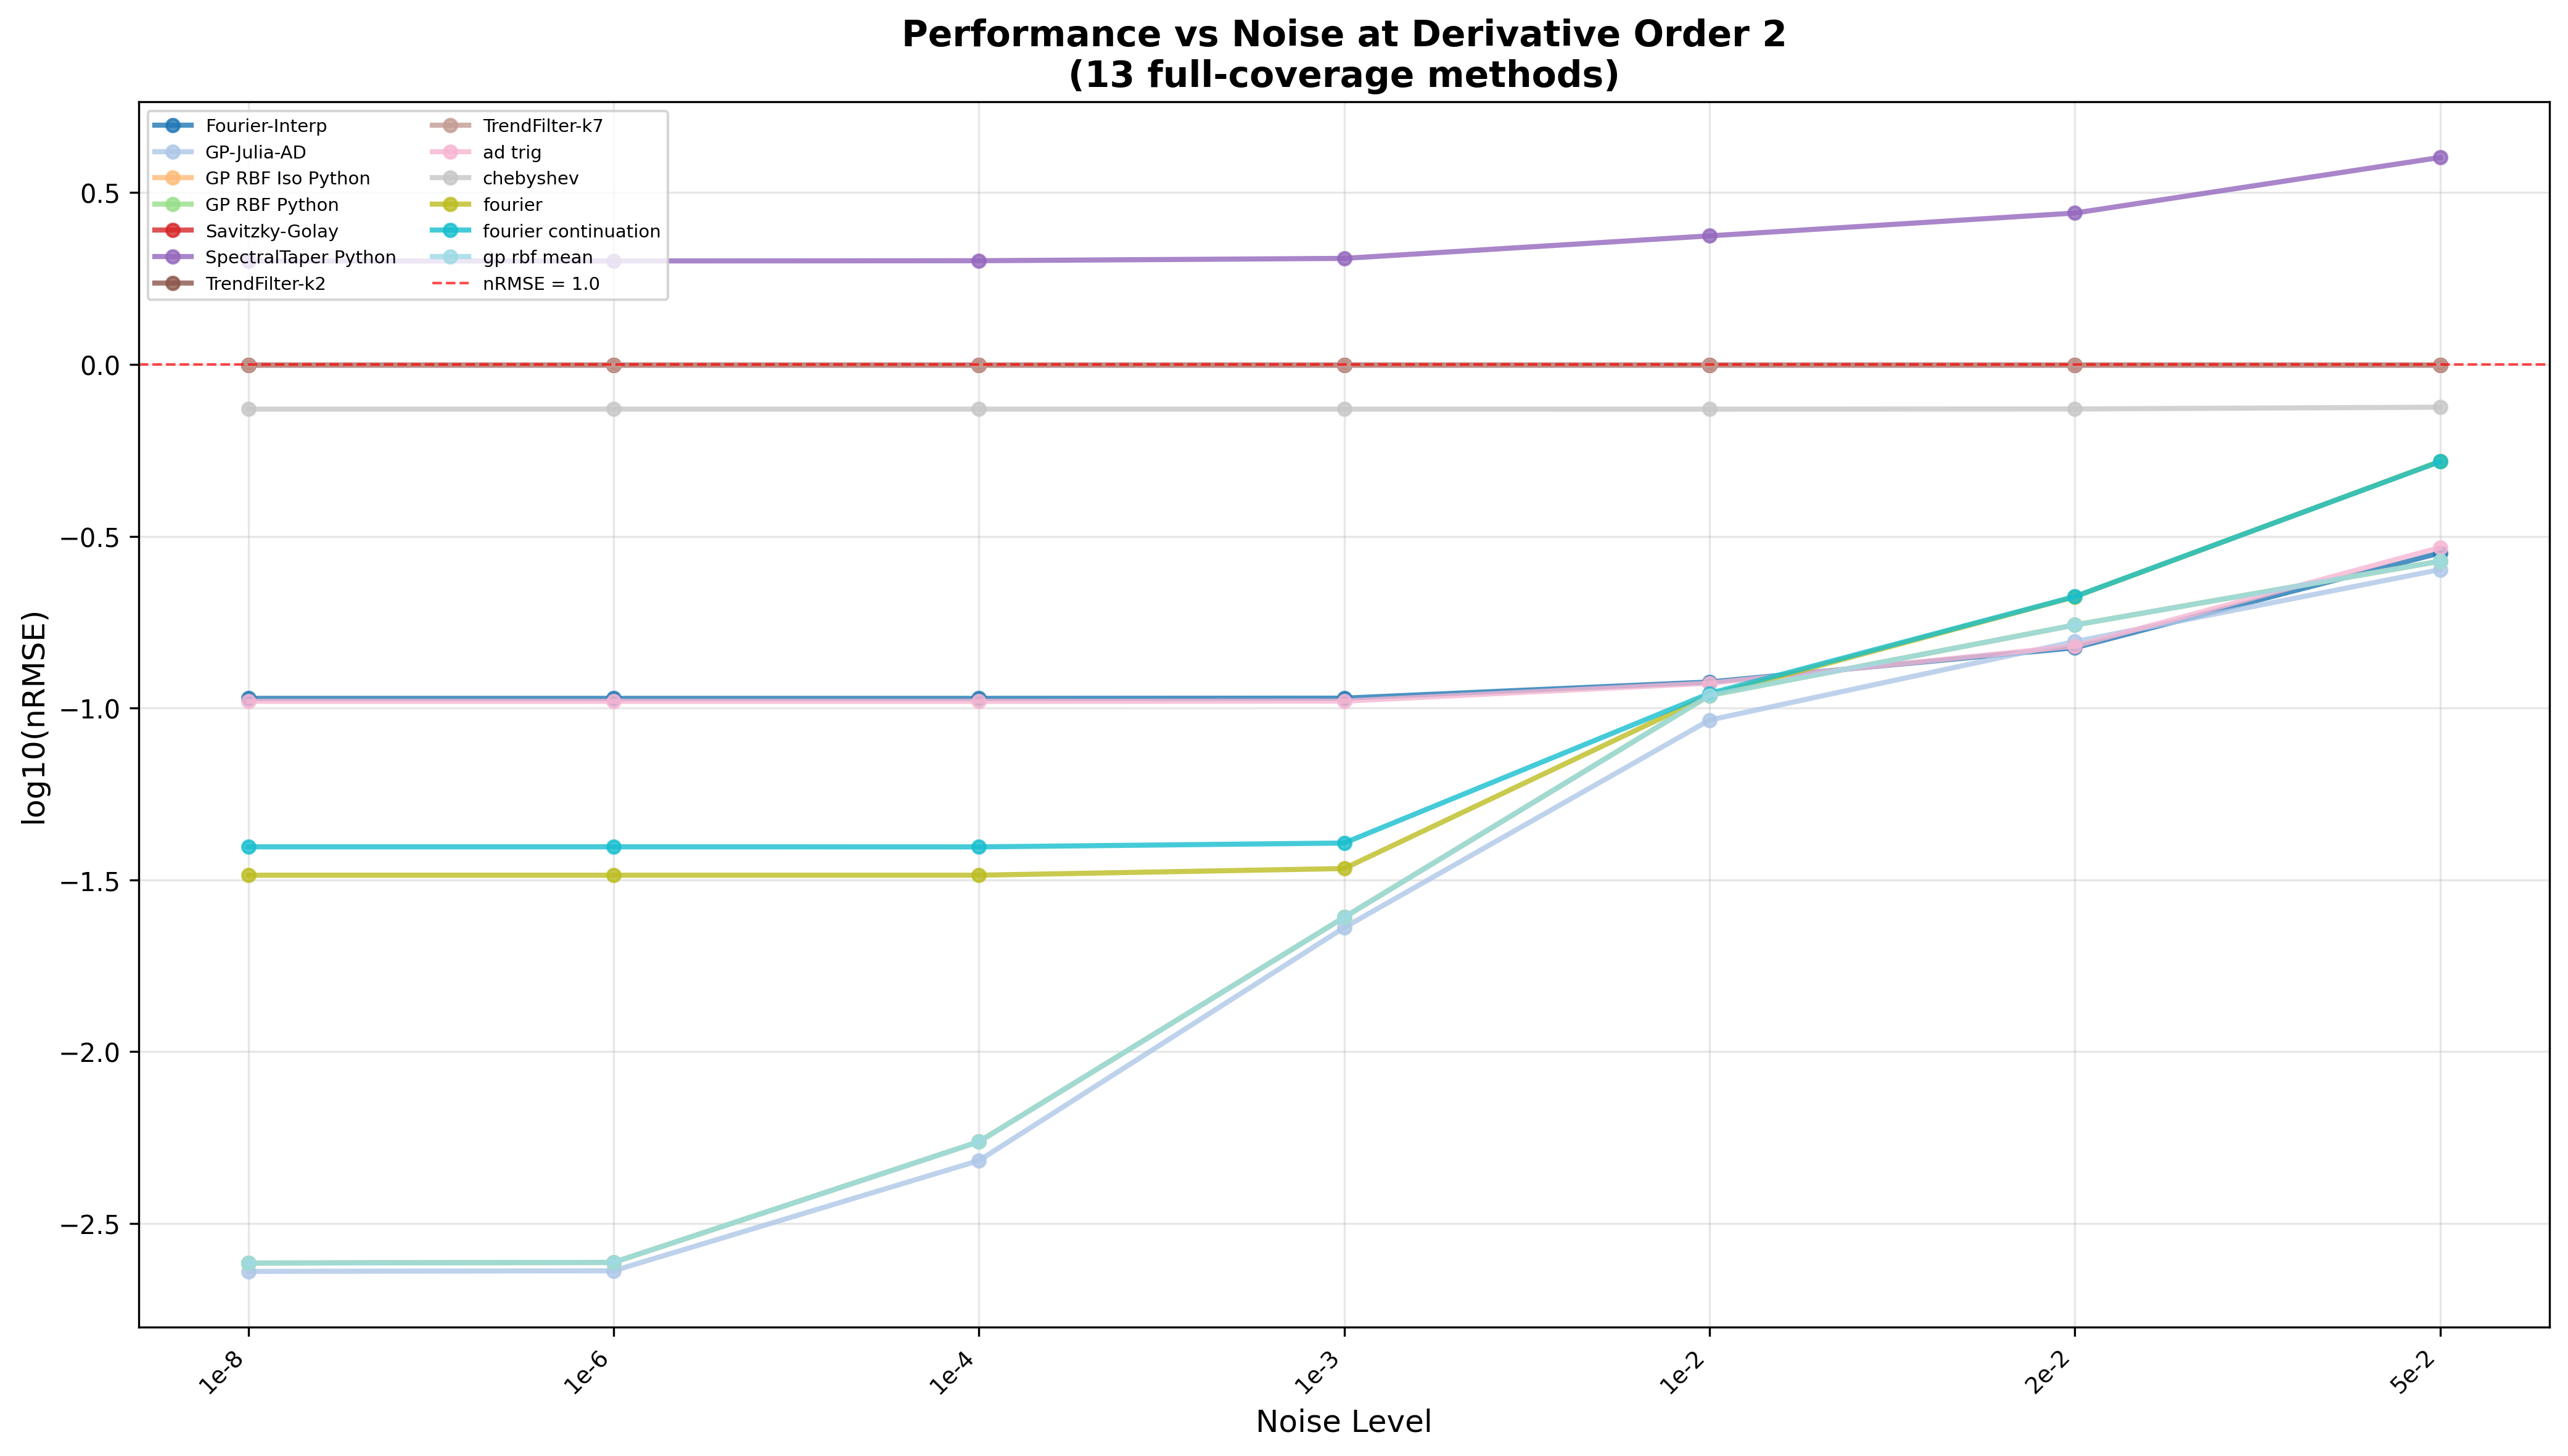 Performance vs Noise at Derivative Order 2
(13 full-coverage methods)
Fourier-Interp
GP-Julia-AD
GP RBF Iso Python
GP RBF Python
Savitzky-Golay
SpectralTaper Python
TrendFilter-k2
TrendFilter-k7
ad trig
chebyshev
fourier
fourier continuation
gp rbf mean
nRMSE = 1.0
log10(nRMSE)
0.5
0.0
−0.5
−1.0
−1.5
−2.0
−2.5
1e-8
1e-6
1e-4
1e-3
1e-2
2e-2
5e-2
Noise Level